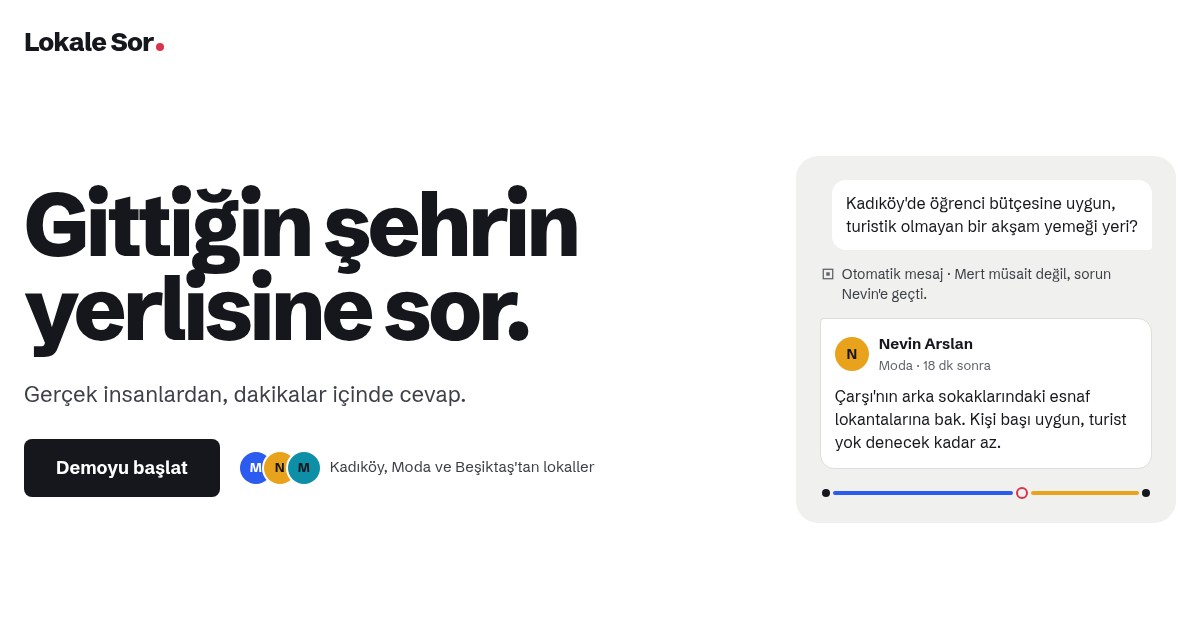 Lokale Sor.
Gittiğin şehrin
yerlisine sor.
Gerçek insanlardan, dakikalar içinde cevap.
Demoyu başlat
M N M Kadıköy, Moda ve Beşiktaş'tan lokaller
Kadıköy'de öğrenci bütçesine uygun,
turistik olmayan bir akşam yemeği yeri?
Otomatik mesaj · Mert müsait değil, sorun
Nevin'e geçti.
N
Nevin Arslan
Moda · 18 dk sonra
Çarşı'nın arka sokaklarındaki esnaf
lokantalarına bak. Kişi başı uygun, turist
yok denecek kadar az.